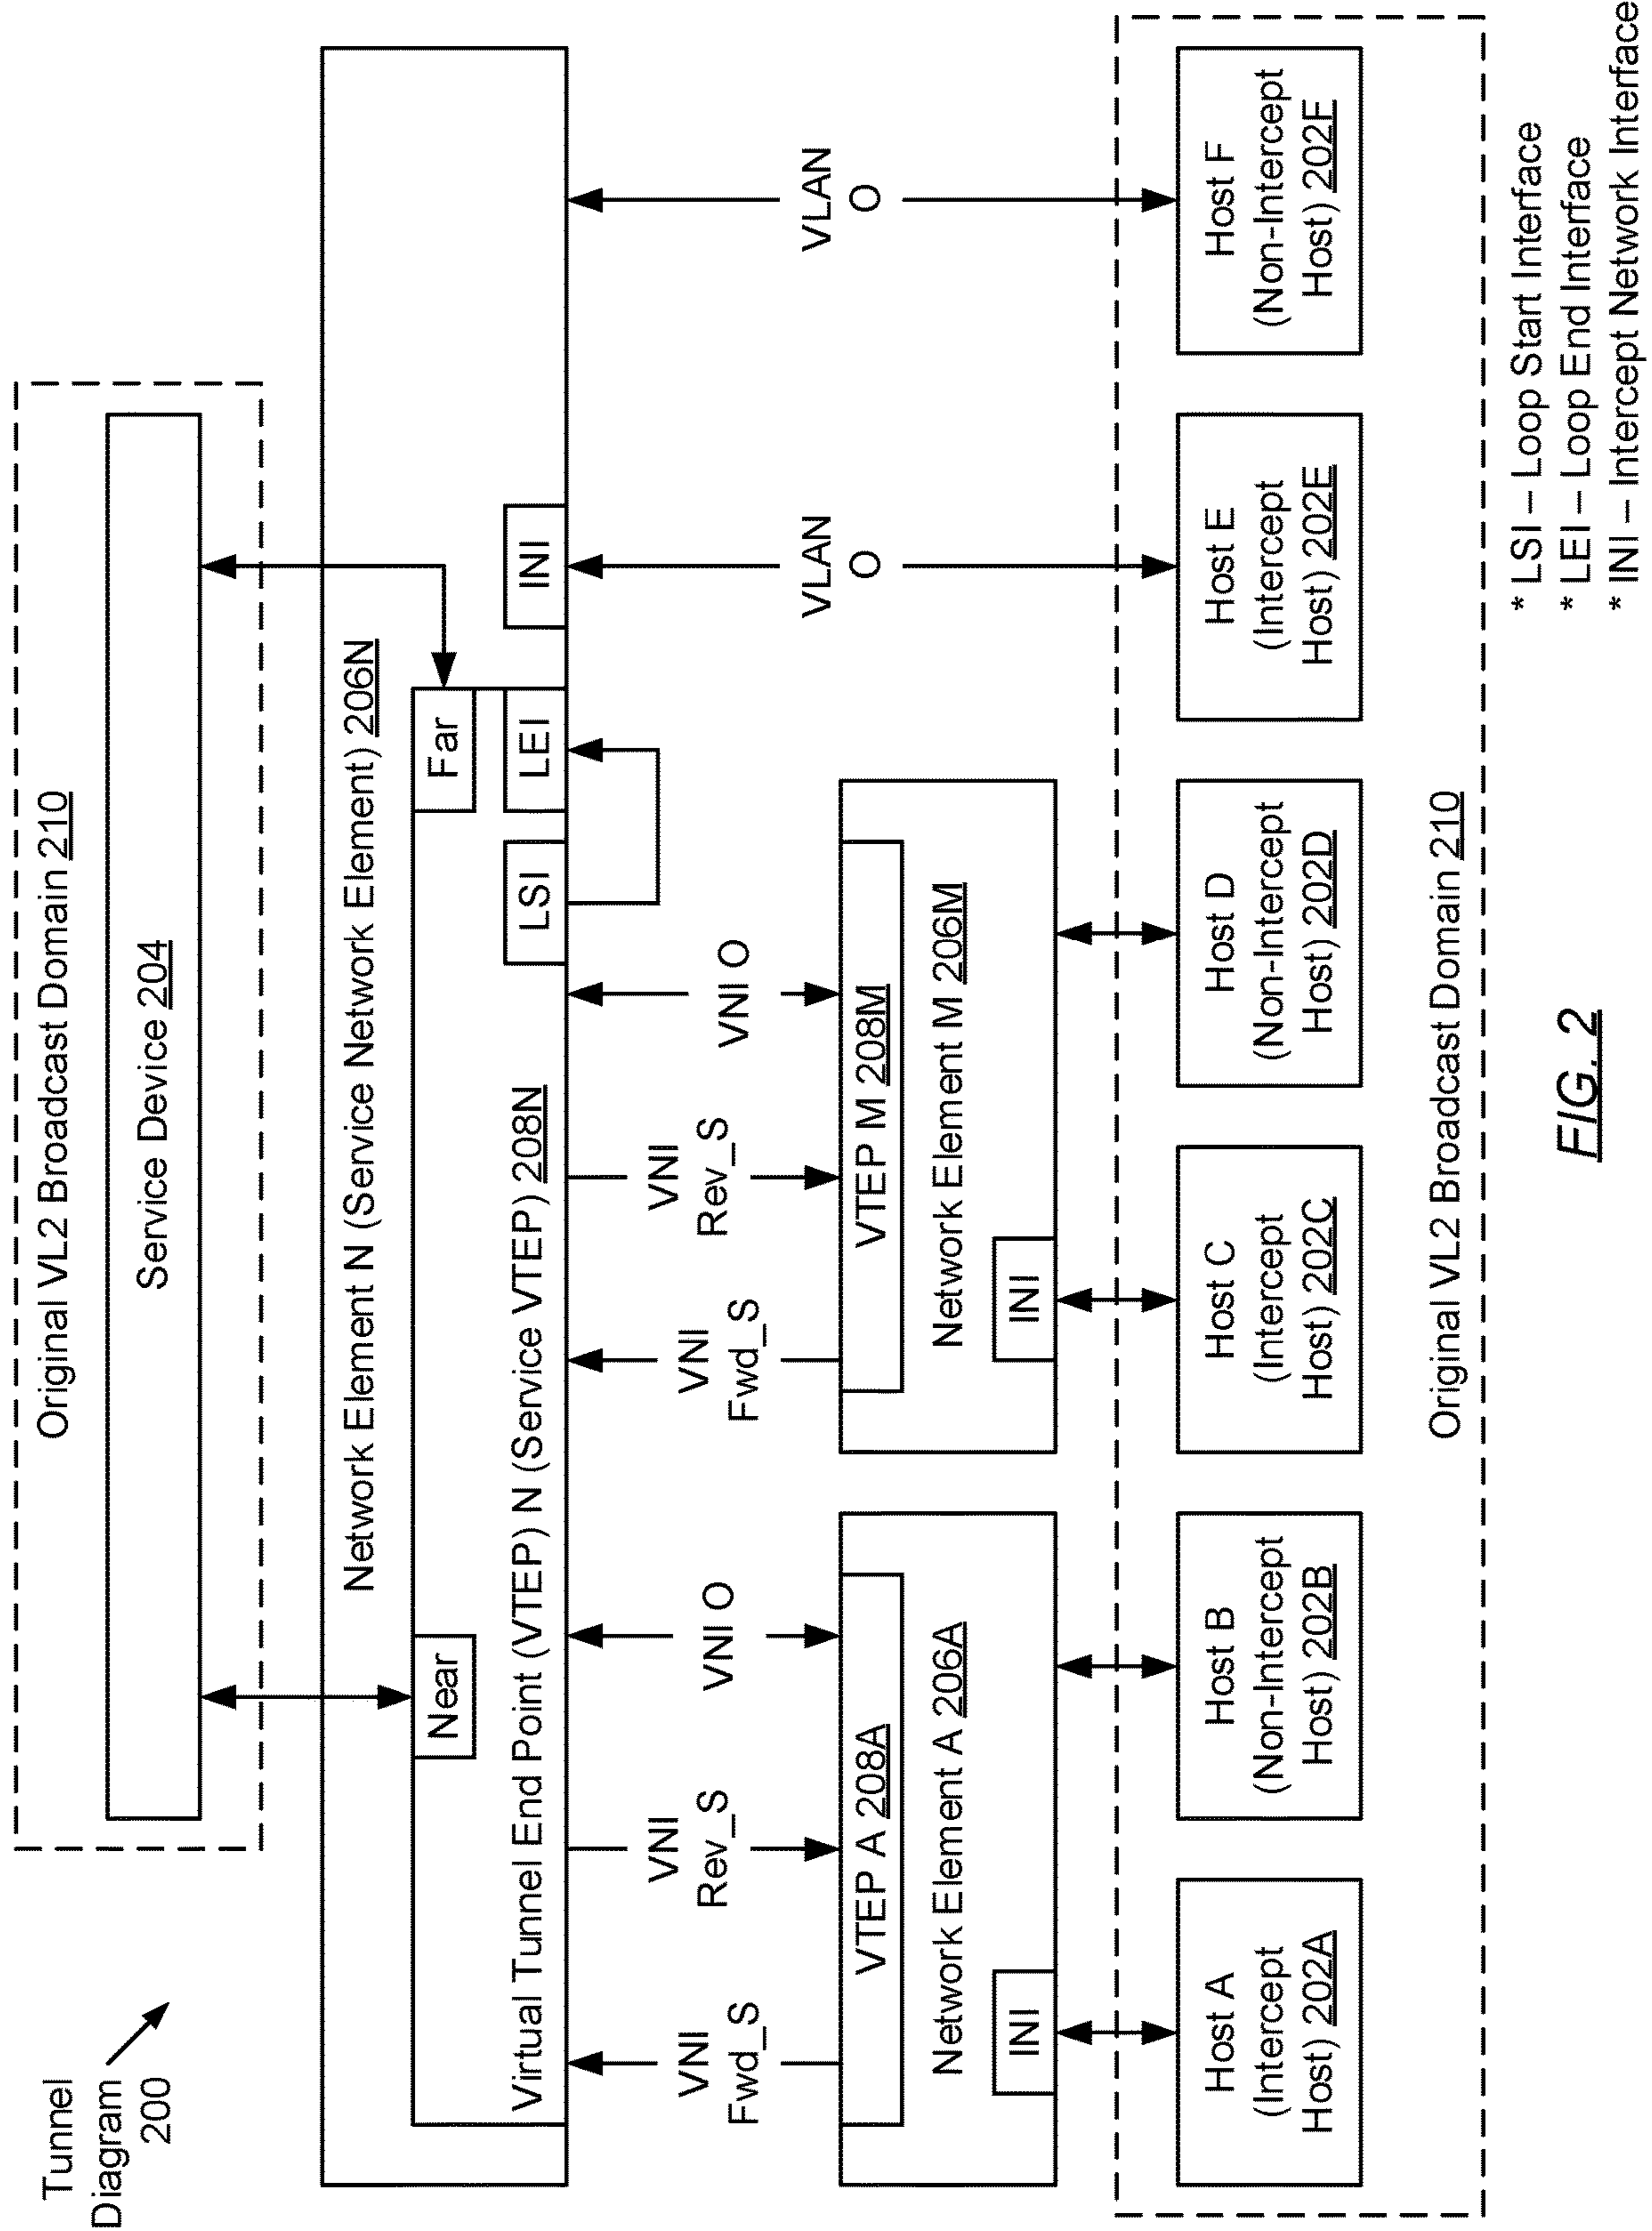 Tunnel
Diagram
200
Original VL2 Broadcast Domain 210
Service Device 204
Network Element N (Service Network Element) 206N
Near
Far
Virtual Tunnel End Point (VTEP) N (Service VTEP) 208N
LSI
LEI
INI
VNI
Fwd_S
VNI
Rev_S
VNI O
VNI
Fwd_S
VNI
Rev_S
VNI O
VLAN
O
VLAN
O
VTEP A 208A
Network Element A 206A
INI
VTEP M 208M
Network Element M 206M
INI
Host A
(Intercept
Host) 202A
Host B
(Non-Intercept
Host) 202B
Host C
(Intercept
Host) 202C
Host D
(Non-Intercept
Host) 202D
Host E
(Intercept
Host) 202E
Host F
(Non-Intercept
Host) 202F
Original VL2 Broadcast Domain 210
* LSI – Loop Start Interface
* LEI – Loop End Interface
* INI – Intercept Network Interface
FIG. 2